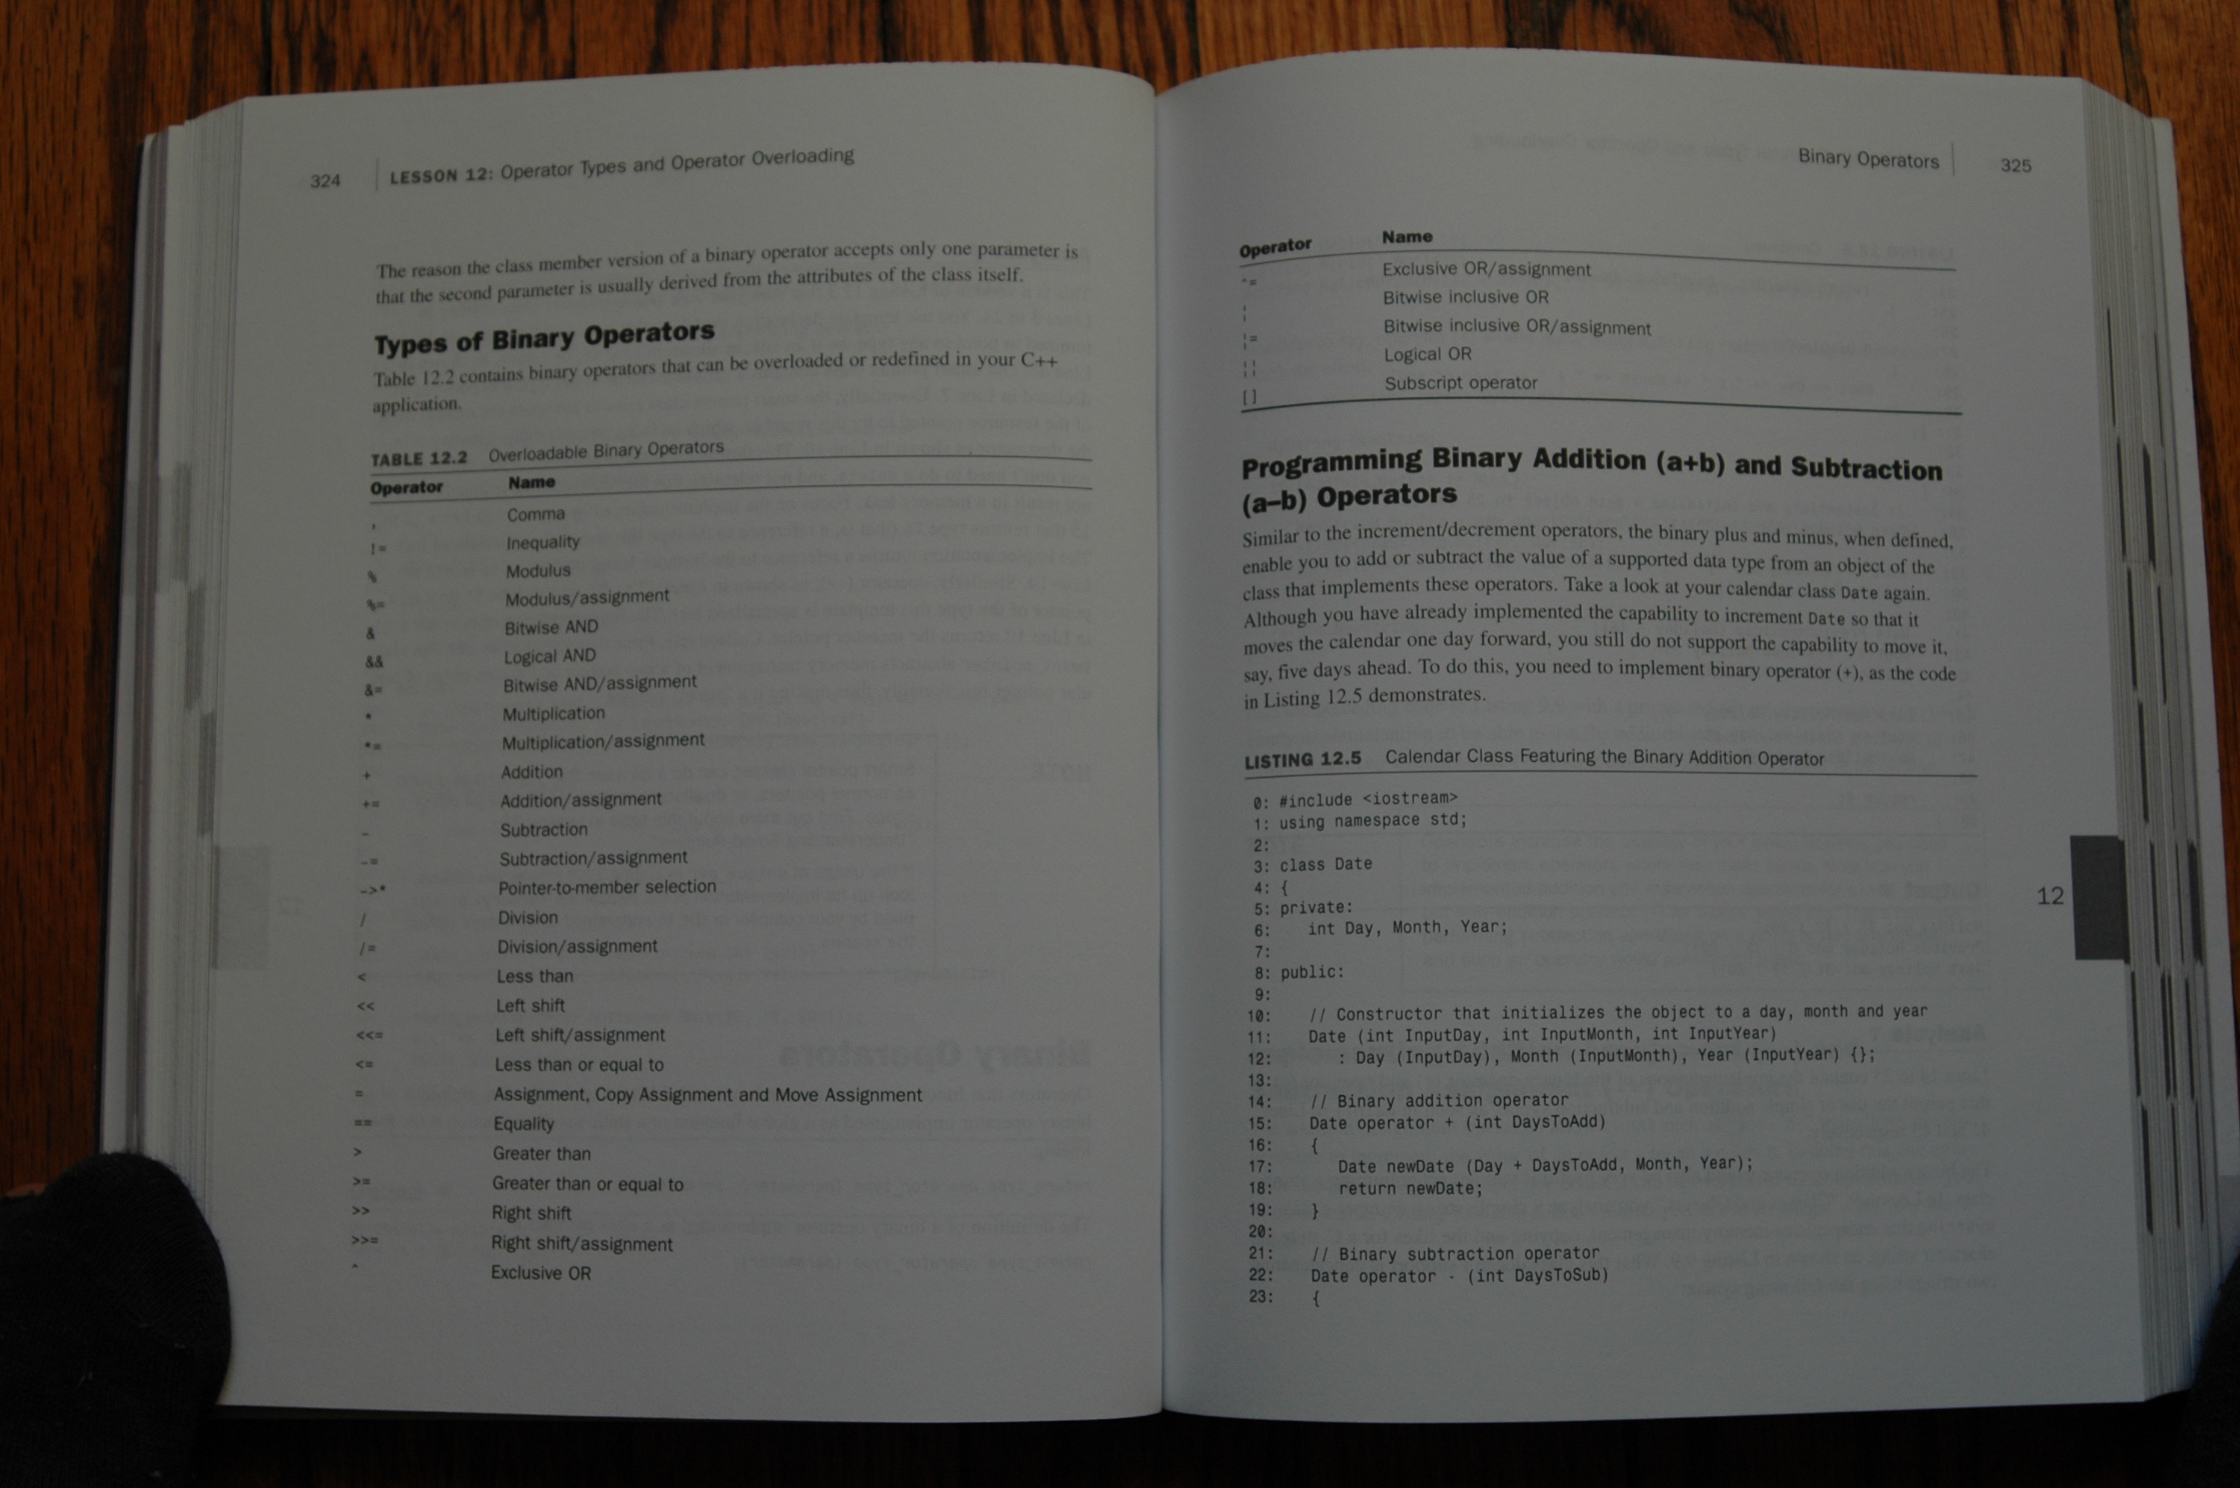 324 | LESSON 12: Operator Types and Operator Overloading
The reason the class member version of a binary operator accepts only one parameter is
that the second parameter is usually derived from the attributes of the class itself.
Types of Binary Operators
Table 12.2 contains binary operators that can be overloaded or redefined in your C++
application.
TABLE 12.2 Overloadable Binary Operators
Operator Name
, Comma
!= Inequality
% Modulus
%= Modulus/assignment
& Bitwise AND
&& Logical AND
&= Bitwise AND/assignment
* Multiplication
*= Multiplication/assignment
+ Addition
+= Addition/assignment
- Subtraction
-= Subtraction/assignment
->* Pointer-to-member selection
/ Division
/= Division/assignment
< Less than
<< Left shift
<<= Left shift/assignment
<= Less than or equal to
= Assignment, Copy Assignment and Move Assignment
== Equality
> Greater than
>= Greater than or equal to
>> Right shift
>>= Right shift/assignment
^ Exclusive OR
Binary Operators | 325
Operator Name
^= Exclusive OR/assignment
| Bitwise inclusive OR
|= Bitwise inclusive OR/assignment
|| Logical OR
[] Subscript operator
Programming Binary Addition (a+b) and Subtraction
(a–b) Operators
Similar to the increment/decrement operators, the binary plus and minus, when defined,
enable you to add or subtract the value of a supported data type from an object of the
class that implements these operators. Take a look at your calendar class Date again.
Although you have already implemented the capability to increment Date so that it
moves the calendar one day forward, you still do not support the capability to move it,
say, five days ahead. To do this, you need to implement binary operator (+), as the code
in Listing 12.5 demonstrates.
LISTING 12.5 Calendar Class Featuring the Binary Addition Operator
0: #include <iostream>
1: using namespace std;
2:
3: class Date
4: {
5: private:
6: int Day, Month, Year;
7:
8: public:
9:
10: // Constructor that initializes the object to a day, month and year
11: Date (int InputDay, int InputMonth, int InputYear)
12: : Day (InputDay), Month (InputMonth), Year (InputYear) {};
13:
14: // Binary addition operator
15: Date operator + (int DaysToAdd)
16: {
17: Date newDate (Day + DaysToAdd, Month, Year);
18: return newDate;
19: }
20:
21: // Binary subtraction operator
22: Date operator - (int DaysToSub)
23: {
12